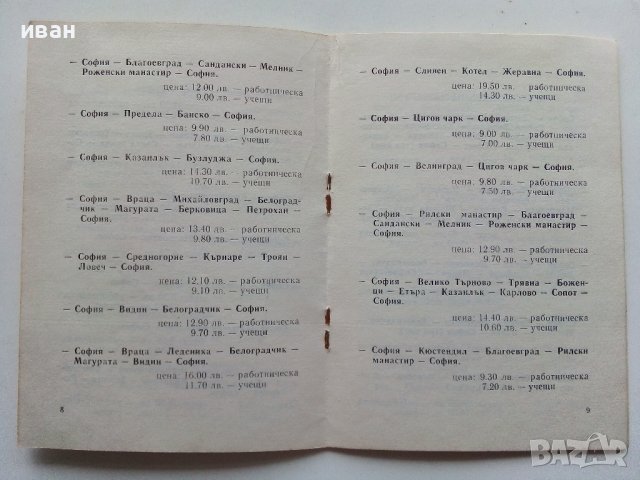 иван
— София — Благоевград — Сандански — Мелник —
Роженски манастир — София.
цена: 12.00 лв. — работническа
9.00 лв. — учещи
— София — Предела — Банско — София.
цена: 9.90 лв. — работническа
7.80 лв. — учещи
— София — Казанлък — Бузлуджа — София.
цена: 14.30 лв. — работническа
10.70 лв. — учещи
— София — Враца — Михайловград — Белоград-
чик — Магурата — Берковица — Петрохан —
София.
цена: 13.40 лв. — работническа
9.80 лв. — учещи
— София — Средногорие — Кърнаре — Троян —
Ловеч — София.
цена: 12.10 лв. — работническа
9.10 лв. — учещи
— София — Видин — Белоградчик — София.
цена: 12.90 лв. — работническа
9.70 лв. — учещи
— София — Враца — Леденика — Белоградчик —
Магурата — Видин — София.
цена: 16.00 лв. — работническа
11.70 лв. — учещи
8
— София — Сливен — Котел — Жеравна — София.
цена: 19.50 лв. — работническа
14.30 лв. — учещи
— София — Цигов чарк — София.
цена: 9.00 лв. — работническа
7.00 лв. — учещи
— София — Велинград — Цигов чарк — София.
цена: 9.80 лв. — работническа
7.50 лв. — учещи
— София — Рилски манастир — Благоевград —
Сандански — Мелник — Роженски манастир —
София.
цена: 12.90 лв. — работническа
9.70 лв. — учещи
— София — Велико Търново — Трявна — Божен-
ци — Етъра — Казанлък — Карлово — Сопот —
София.
цена: 14.40 лв. — работническа
10.60 лв. — учещи
— София — Кюстендил — Благоевград — Рилски
манастир — София.
цена: 9.30 лв. — работническа
7.20 лв. — учещи
9
BAZAR